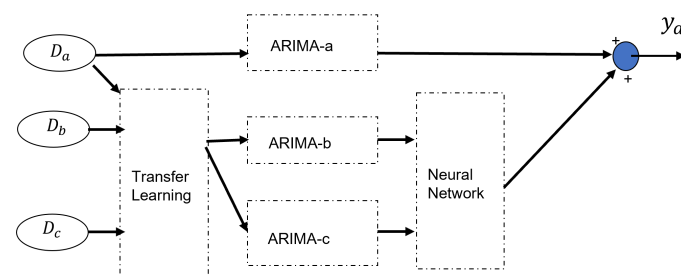 D_a
ARIMA-a
+
y_a
+
D_b
ARIMA-b
Transfer
Learning
Neural
Network
D_c
ARIMA-c